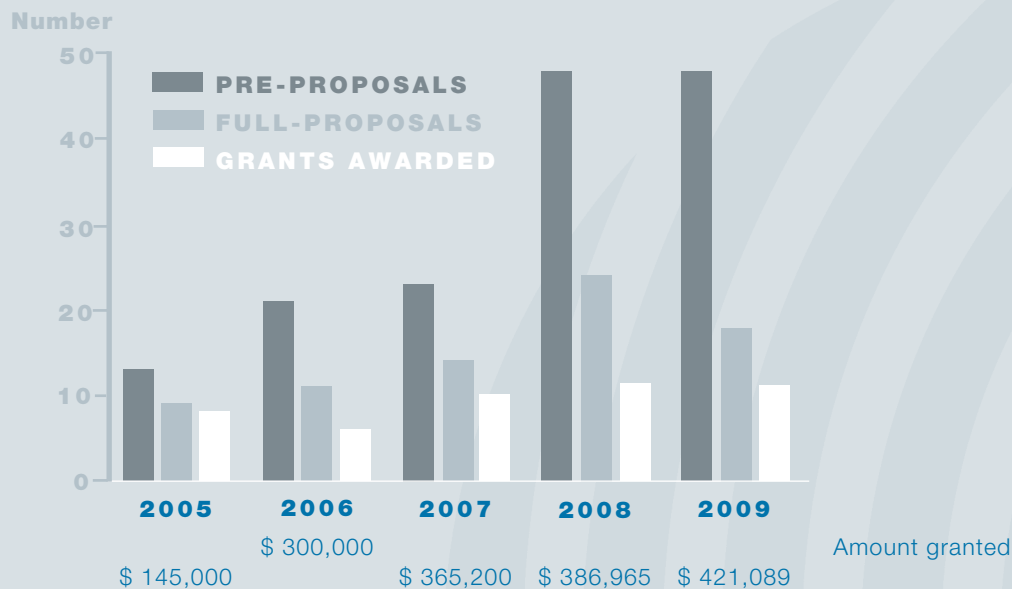 Number
50
PRE-PROPOSALS
FULL-PROPOSALS
40
GRANTS AWARDED
30
20
10
0
2005 2006 2007 2008 2009
$ 300,000 Amount granted
$ 145,000 $ 365,200 $ 386,965 $ 421,089